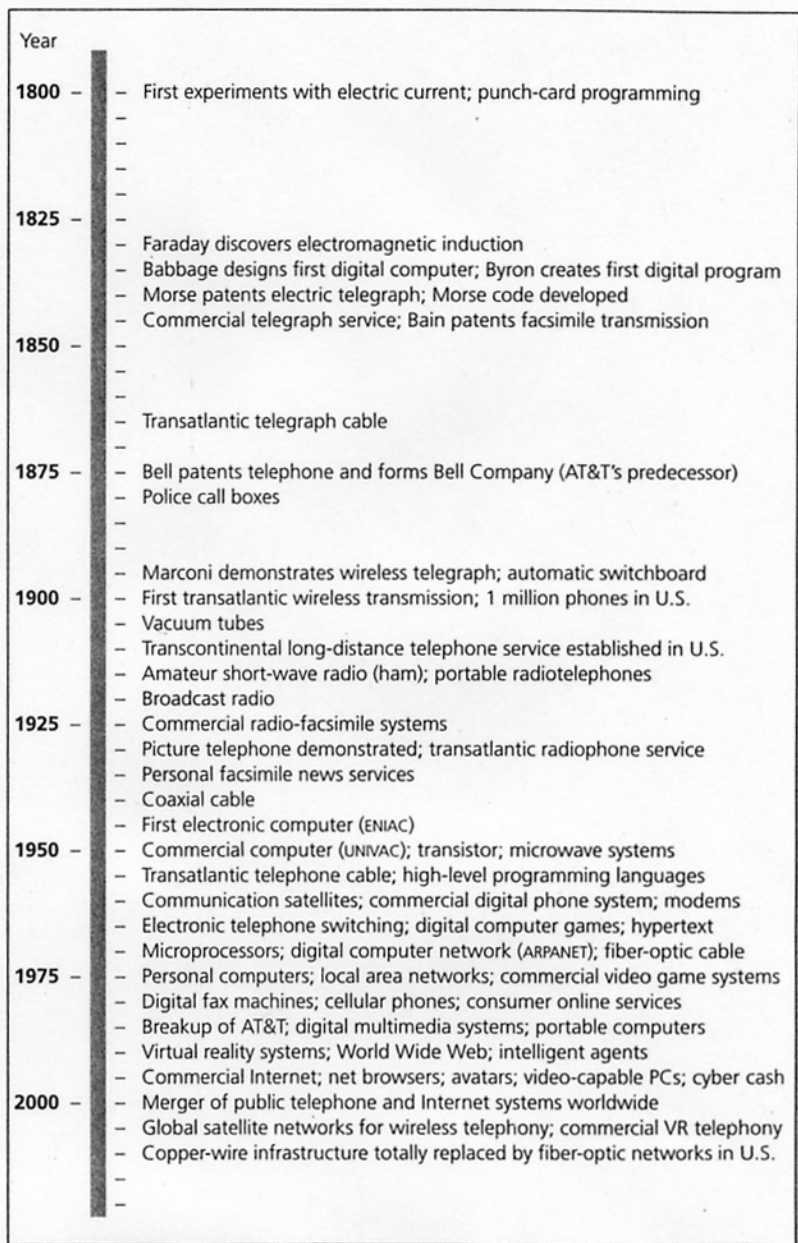 Year
1800 – – First experiments with electric current; punch-card programming
–
–
–
–
1825 – –
– Faraday discovers electromagnetic induction
– Babbage designs first digital computer; Byron creates first digital program
– Morse patents electric telegraph; Morse code developed
– Commercial telegraph service; Bain patents facsimile transmission
1850 – –
–
–
– Transatlantic telegraph cable
–
1875 – – Bell patents telephone and forms Bell Company (AT&T's predecessor)
– Police call boxes
–
–
– Marconi demonstrates wireless telegraph; automatic switchboard
1900 – – First transatlantic wireless transmission; 1 million phones in U.S.
– Vacuum tubes
– Transcontinental long-distance telephone service established in U.S.
– Amateur short-wave radio (ham); portable radiotelephones
– Broadcast radio
1925 – – Commercial radio-facsimile systems
– Picture telephone demonstrated; transatlantic radiophone service
– Personal facsimile news services
– Coaxial cable
– First electronic computer (ENIAC)
1950 – – Commercial computer (UNIVAC); transistor; microwave systems
– Transatlantic telephone cable; high-level programming languages
– Communication satellites; commercial digital phone system; modems
– Electronic telephone switching; digital computer games; hypertext
– Microprocessors; digital computer network (ARPANET); fiber-optic cable
1975 – – Personal computers; local area networks; commercial video game systems
– Digital fax machines; cellular phones; consumer online services
– Breakup of AT&T; digital multimedia systems; portable computers
– Virtual reality systems; World Wide Web; intelligent agents
– Commercial Internet; net browsers; avatars; video-capable PCs; cyber cash
2000 – – Merger of public telephone and Internet systems worldwide
– Global satellite networks for wireless telephony; commercial VR telephony
– Copper-wire infrastructure totally replaced by fiber-optic networks in U.S.
–
–